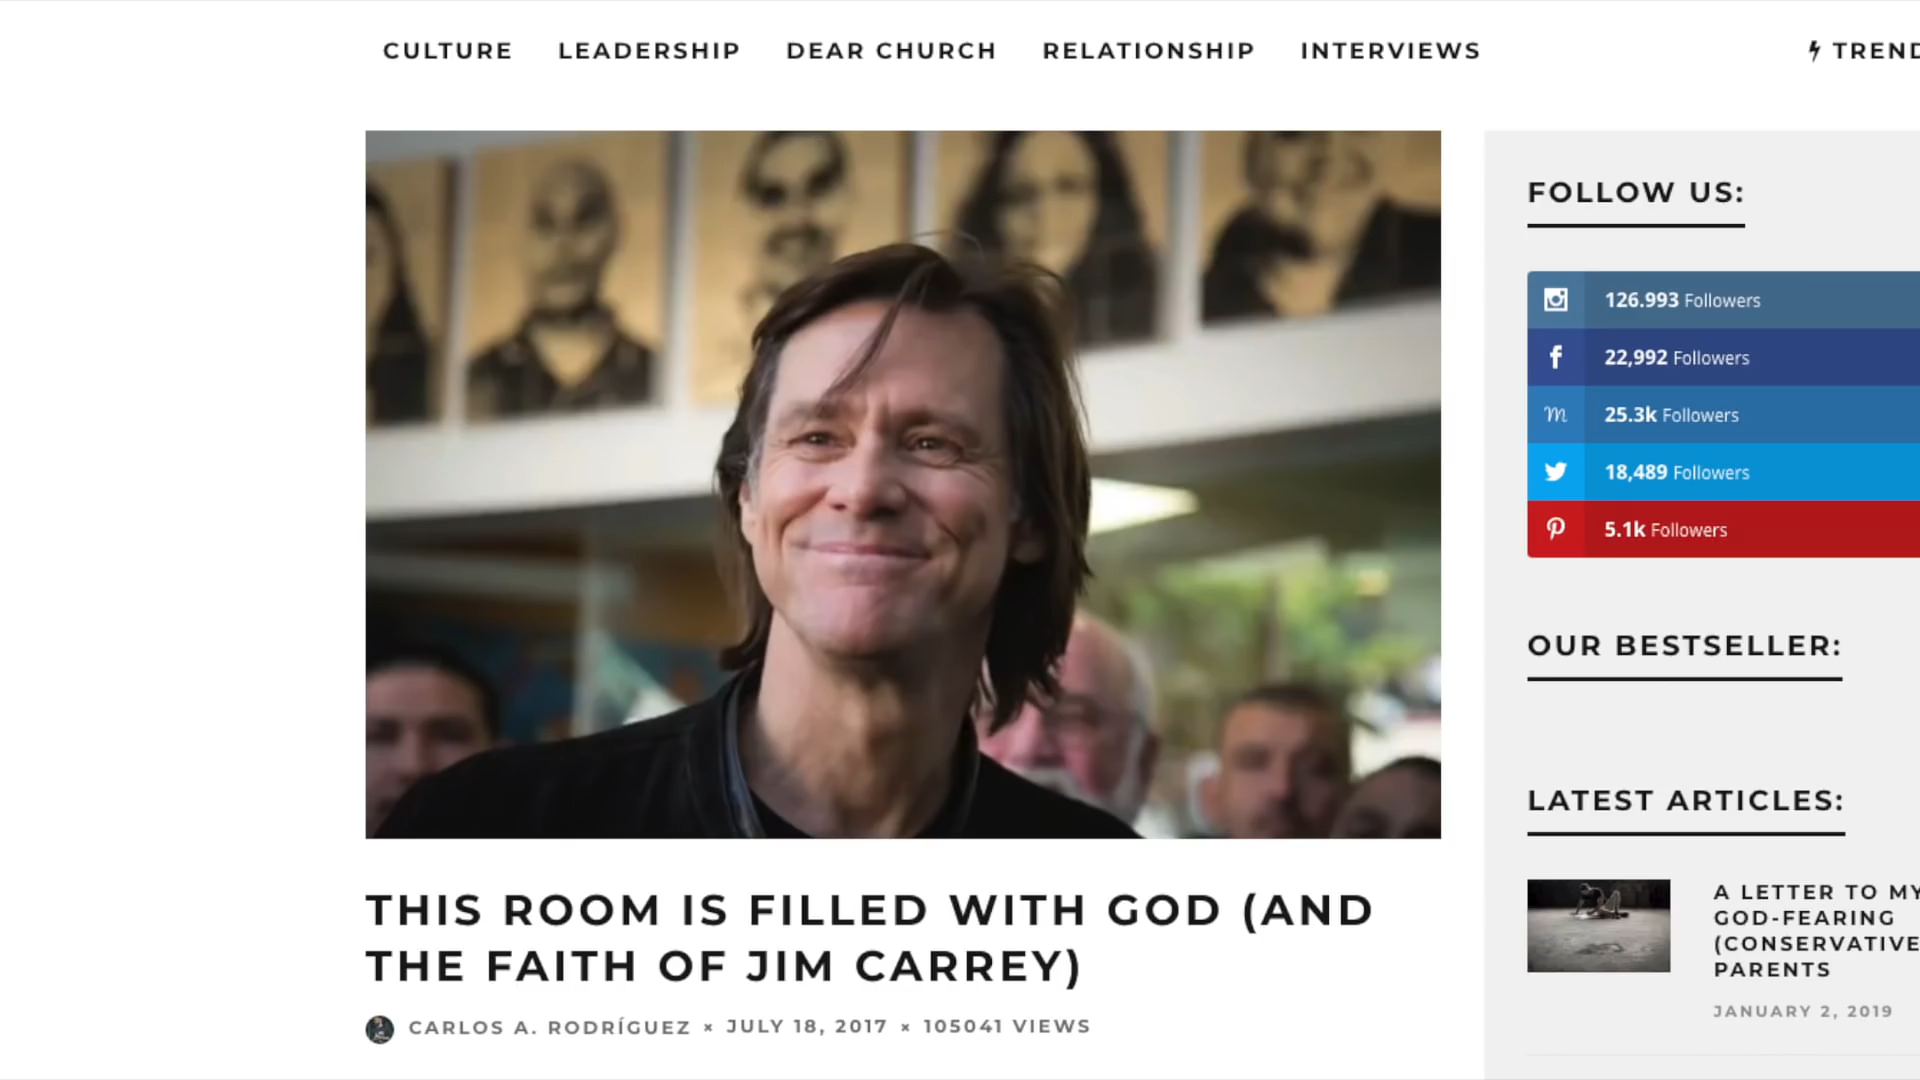 CULTURE LEADERSHIP DEAR CHURCH RELATIONSHIP INTERVIEWS TREND
THIS ROOM IS FILLED WITH GOD (AND
THE FAITH OF JIM CARREY)
CARLOS A. RODRÍGUEZ × JULY 18, 2017 × 105041 VIEWS
FOLLOW US:
126.993 Followers
22,992 Followers
25.3k Followers
18,489 Followers
5.1k Followers
OUR BESTSELLER:
LATEST ARTICLES:
A LETTER TO MY
GOD-FEARING
(CONSERVATIVE
PARENTS
JANUARY 2, 2019